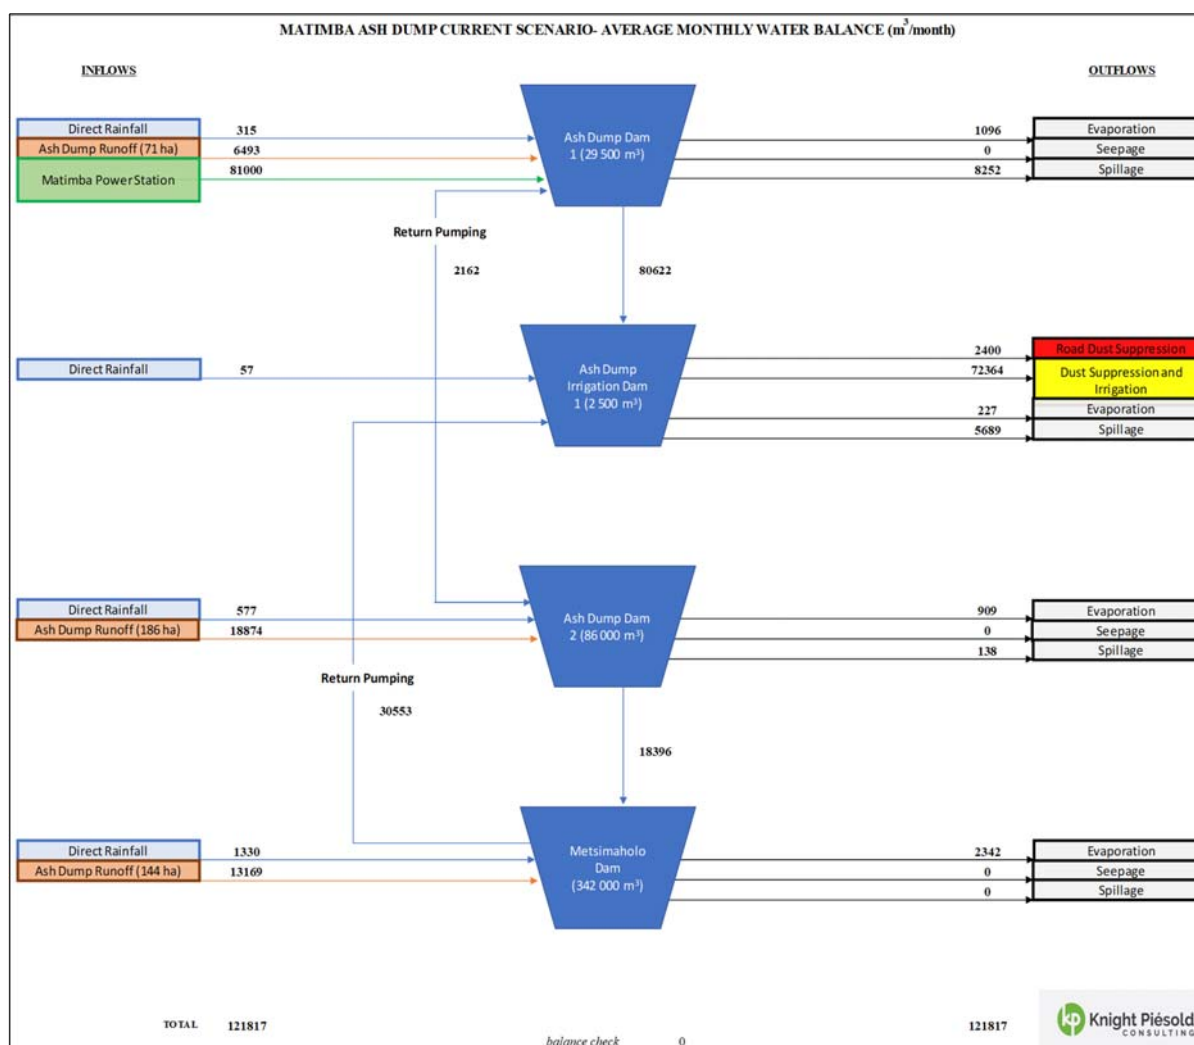 MATIMBA ASH DUMP CURRENT SCENARIO- AVERAGE MONTHLY WATER BALANCE (m³/month)
INFLOWS
OUTFLOWS
Direct Rainfall 315
Ash Dump Runoff (71 ha) 6493
Matimba Power Station 81000
Ash Dump Dam
1 (29 500 m³)
1096 Evaporation
0 Seepage
8252 Spillage
Return Pumping
2162
80622
Direct Rainfall 57
Ash Dump
Irrigation Dam
1 (2 500 m³)
2400 Road Dust Suppression
72364 Dust Suppression and
Irrigation
227 Evaporation
5689 Spillage
Direct Rainfall 577
Ash Dump Runoff (186 ha) 18874
Ash Dump Dam
2 (86 000 m³)
909 Evaporation
0 Seepage
138 Spillage
Return Pumping
30553
18396
Direct Rainfall 1330
Ash Dump Runoff (144 ha) 13169
Metsimaholo
Dam
(342 000 m³)
2342 Evaporation
0 Seepage
0 Spillage
TOTAL 121817
121817
balance check 0
kp Knight Piésold
CONSULTING